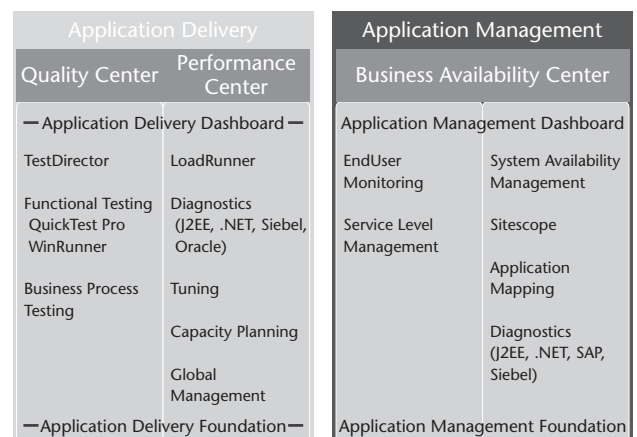 Application Delivery
Quality Center
Performance
Center
— Application Delivery Dashboard —
TestDirector
Functional Testing
QuickTest Pro
WinRunner
Business Process
Testing
LoadRunner
Diagnostics
(J2EE, .NET, Siebel,
Oracle)
Tuning
Capacity Planning
Global
Management
—Application Delivery Foundation—
Application Management
Business Availability Center
Application Management Dashboard
EndUser
Monitoring
Service Level
Management
System Availability
Management
Sitescope
Application
Mapping
Diagnostics
(J2EE, .NET, SAP,
Siebel)
Application Management Foundation